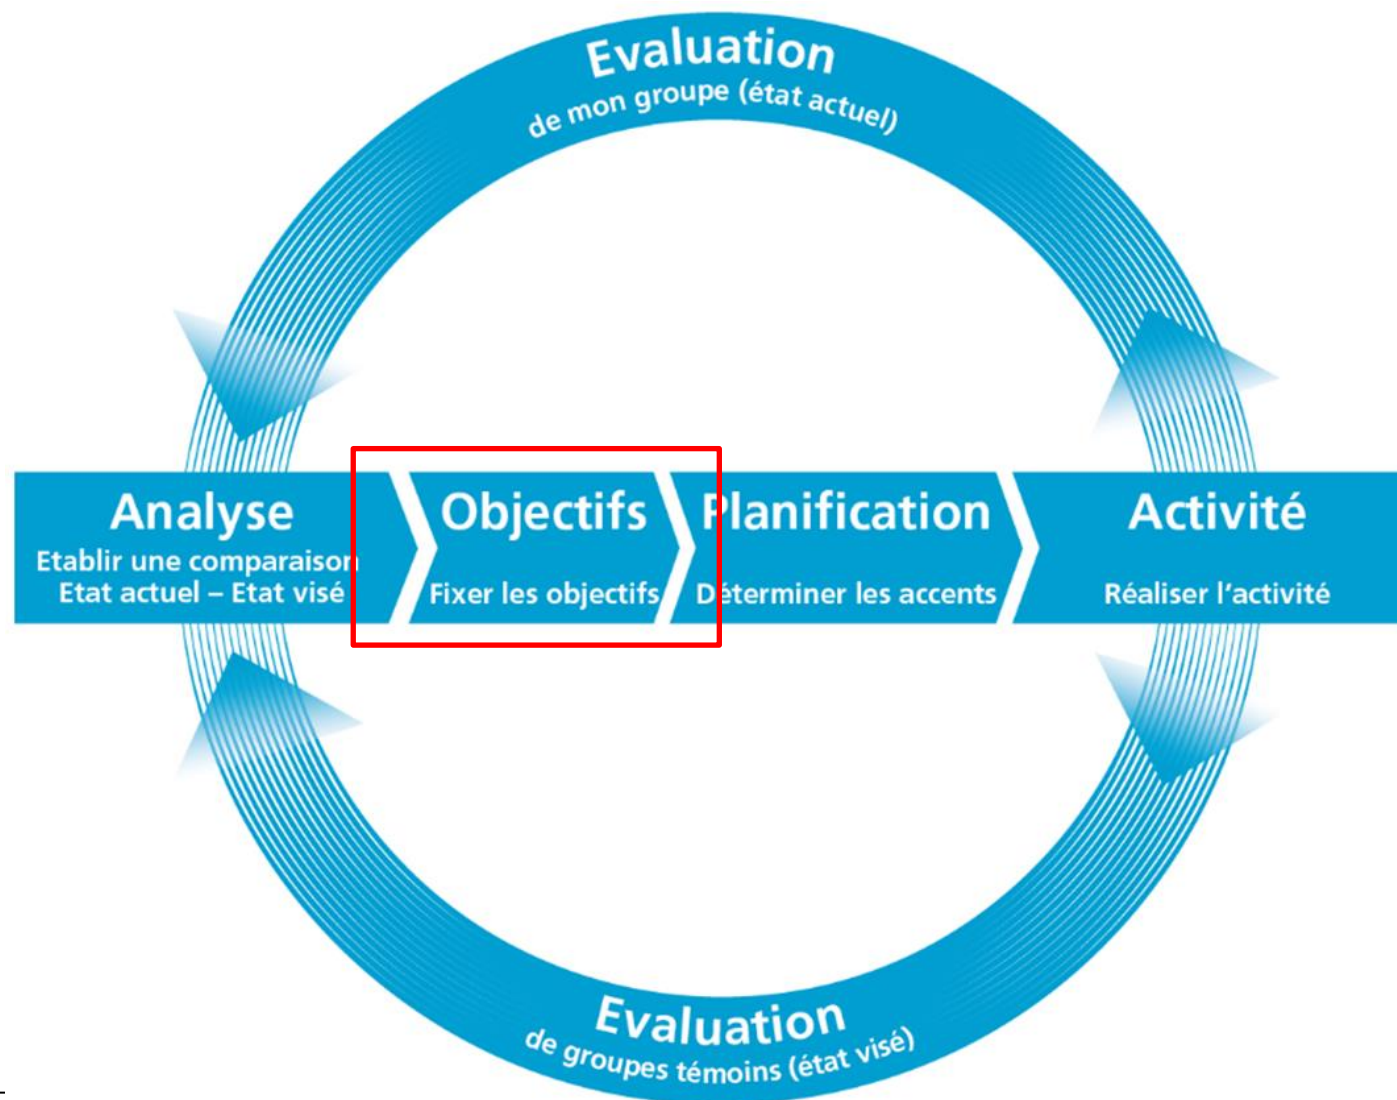 Evaluation
de mon groupe (état actuel)
Analyse
Etablir une comparaison
Etat actuel – Etat visé
Objectifs
Fixer les objectifs
Planification
Déterminer les accents
Activité
Réaliser l'activité
Evaluation
de groupes témoins (état visé)